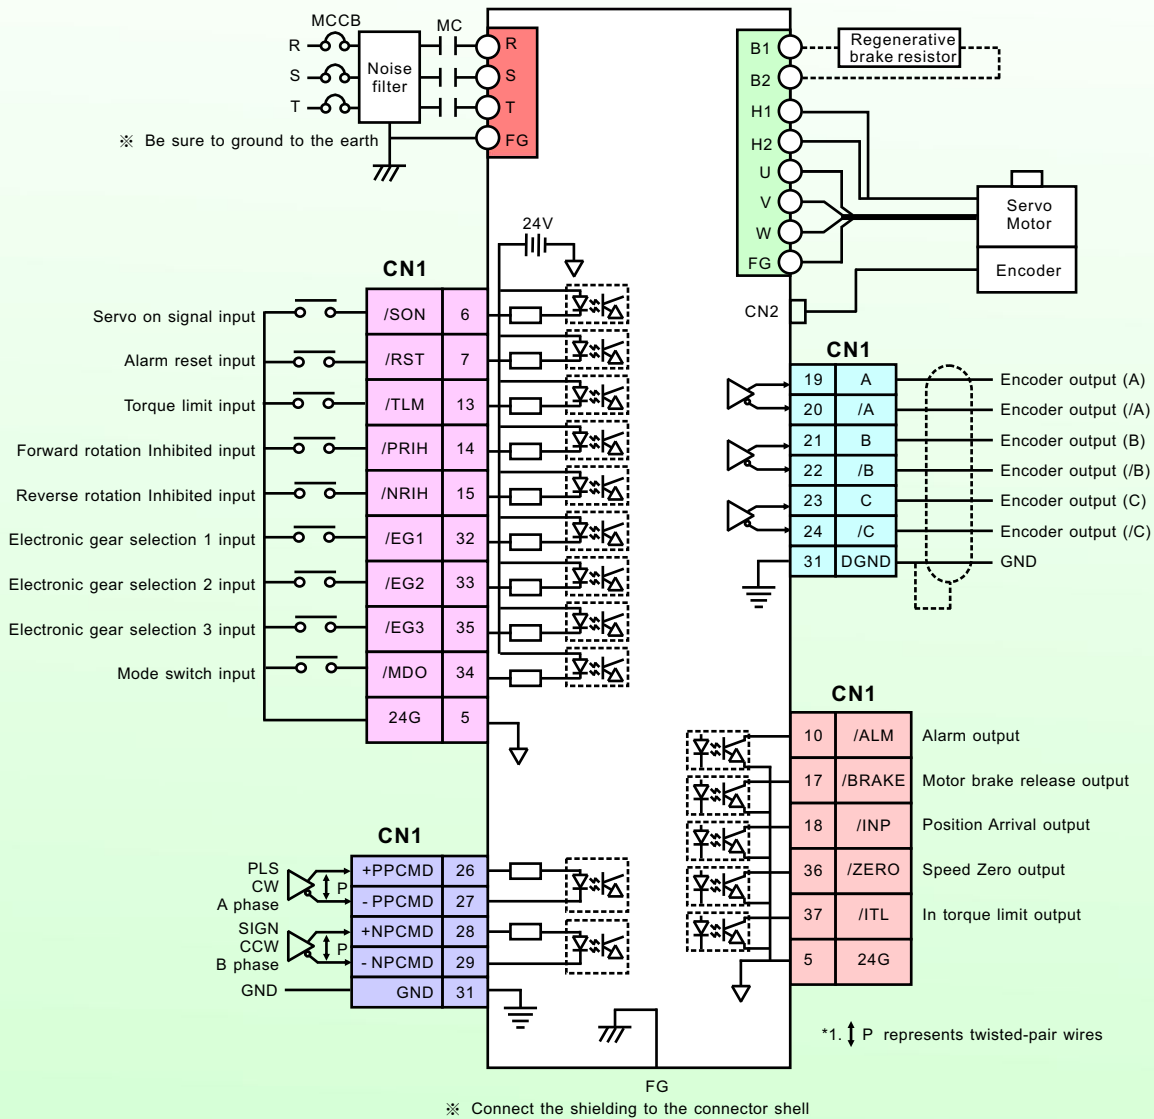 MCCB
MC
R
R
Noise
filter
S
S
T
T
FG
※ Be sure to ground to the earth
B1
Regenerative
brake resistor
B2
H1
H2
U
V
Servo
Motor
W
FG
Encoder
CN2
24V
CN1
Servo on signal input /SON 6
Alarm reset input /RST 7
Torque limit input /TLM 13
Forward rotation Inhibited input /PRIH 14
Reverse rotation Inhibited input /NRIH 15
Electronic gear selection 1 input /EG1 32
Electronic gear selection 2 input /EG2 33
Electronic gear selection 3 input /EG3 35
Mode switch input /MDO 34
24G 5
CN1
19 A Encoder output (A)
20 /A Encoder output (/A)
21 B Encoder output (B)
22 /B Encoder output (/B)
23 C Encoder output (C)
24 /C Encoder output (/C)
31 DGND GND
CN1
10 /ALM Alarm output
17 /BRAKE Motor brake release output
18 /INP Position Arrival output
36 /ZERO Speed Zero output
37 /ITL In torque limit output
5 24G
CN1
PLS
CW
A phase
P
+PPCMD 26
- PPCMD 27
SIGN
CCW
B phase
P
+NPCMD 28
- NPCMD 29
GND GND 31
*1. P represents twisted-pair wires
FG
※ Connect the shielding to the connector shell